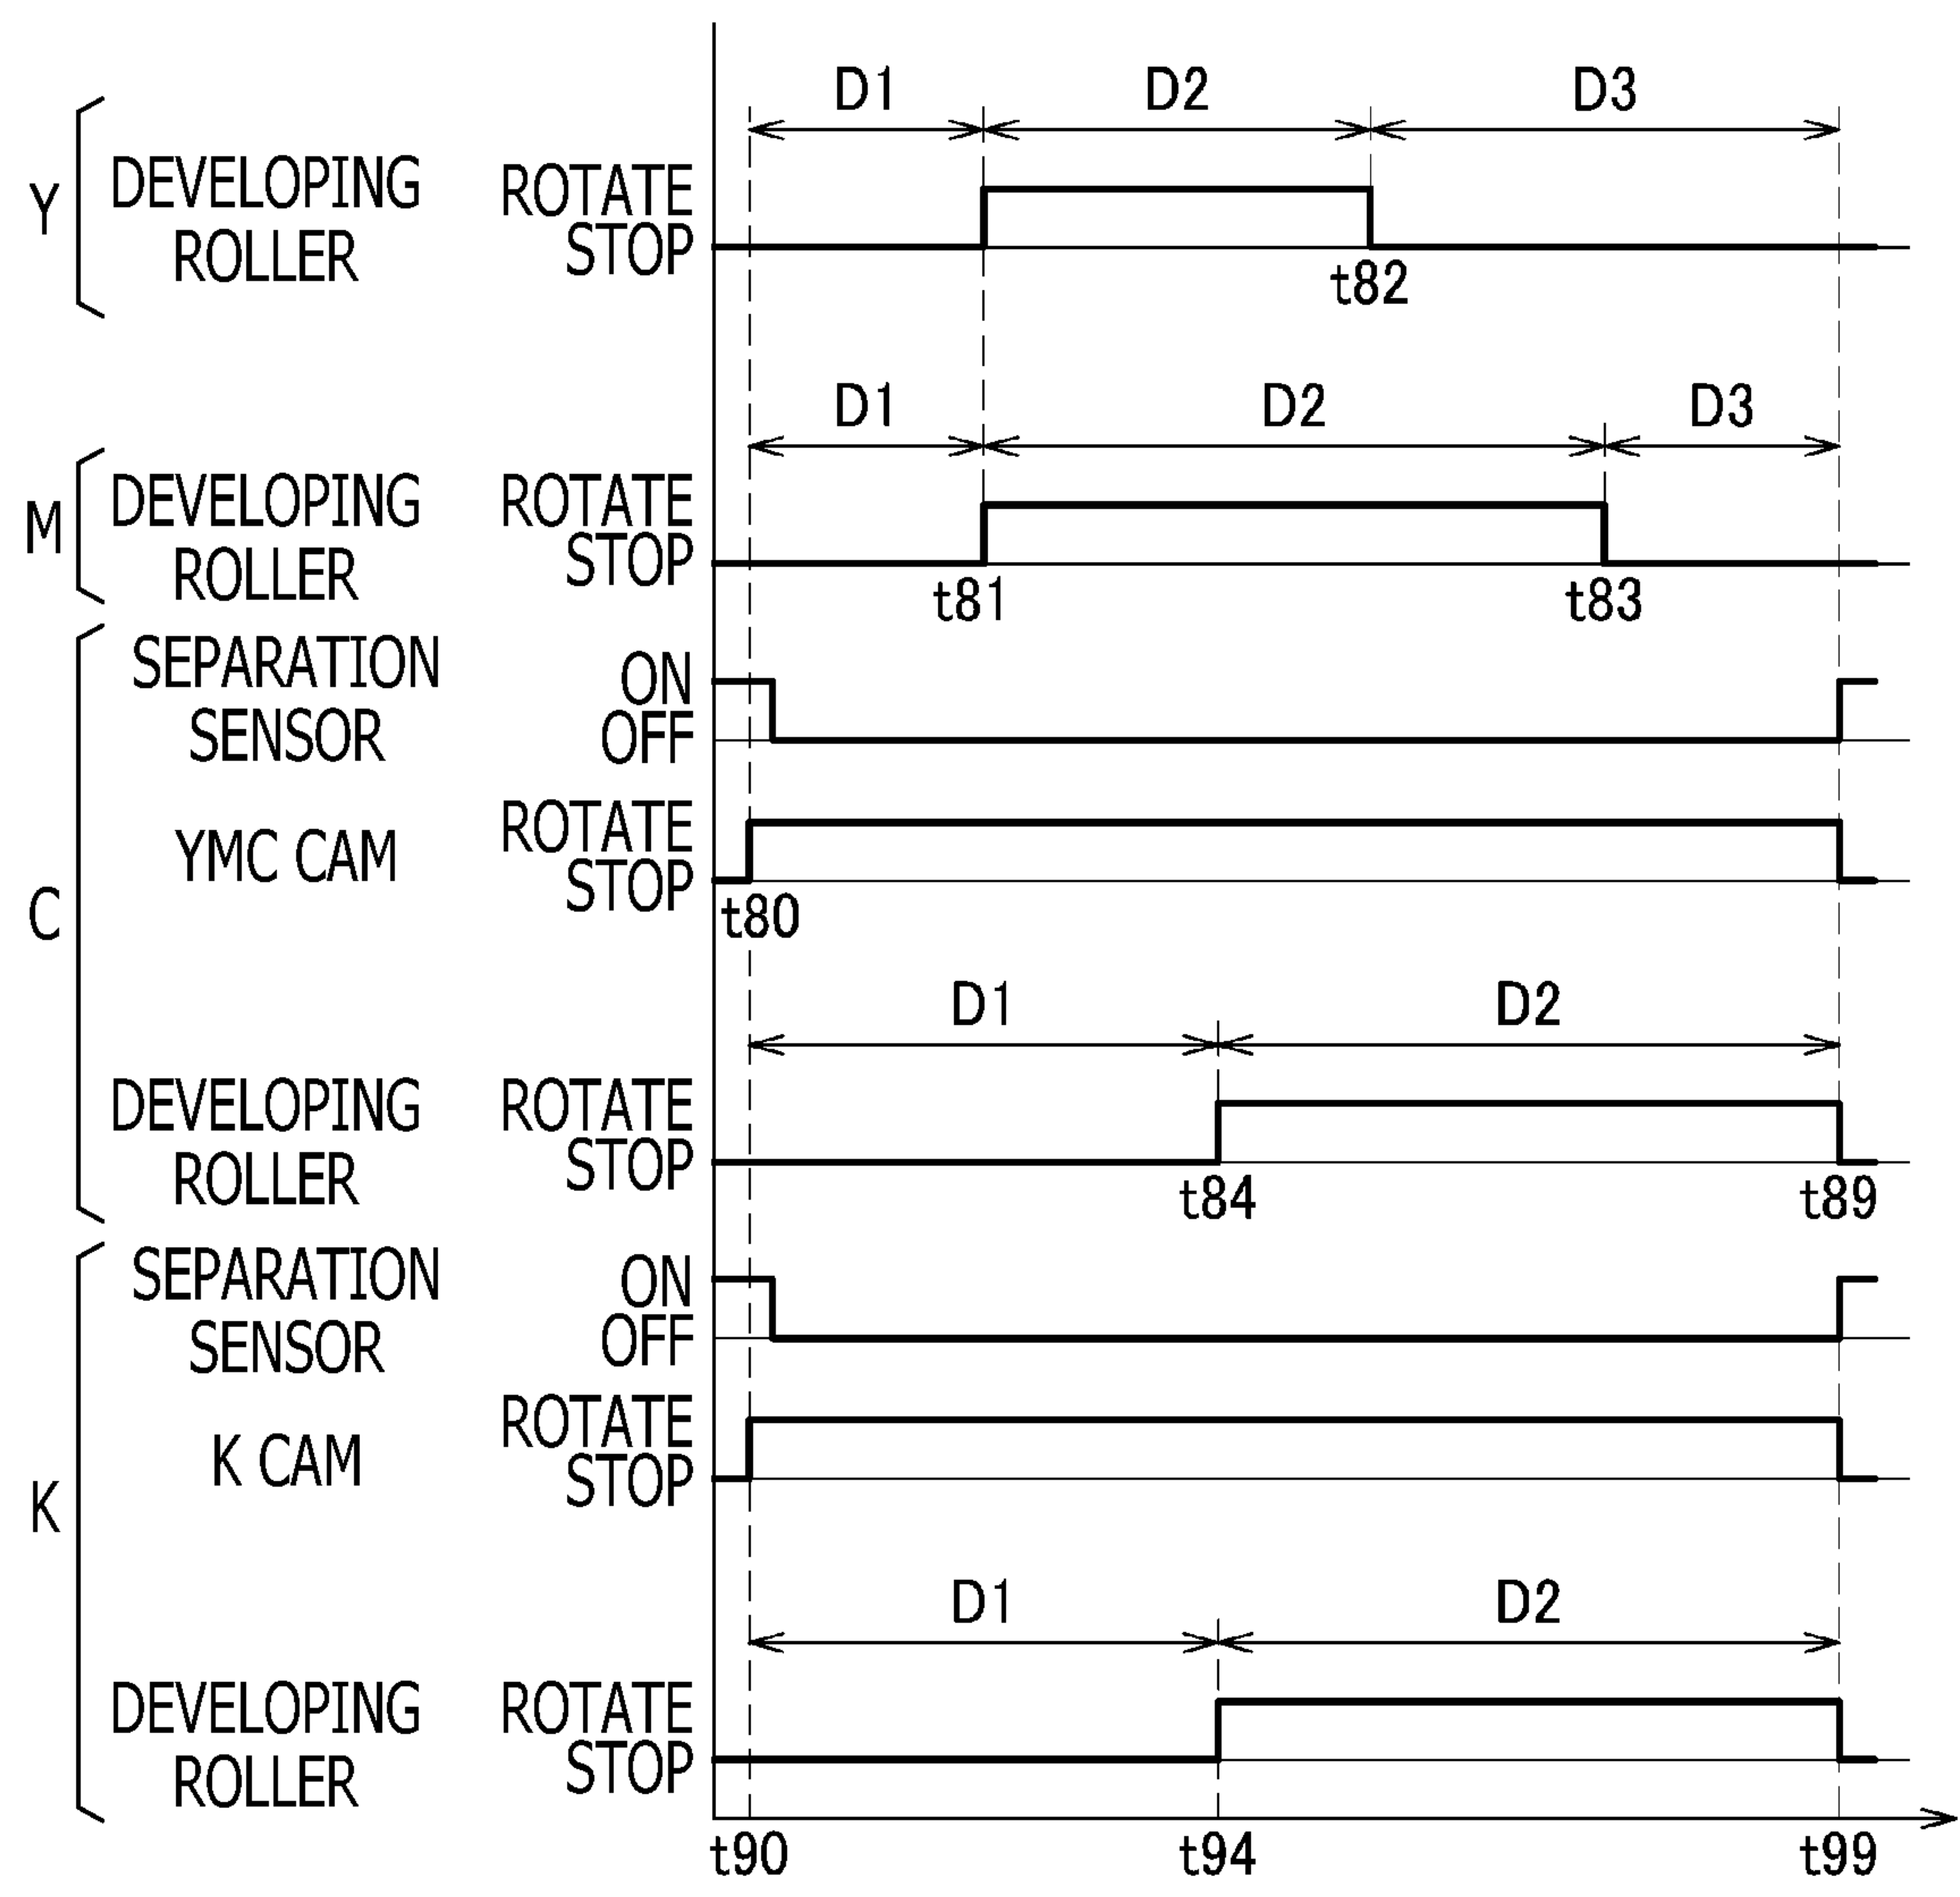 D1 D2 D3
Y DEVELOPING ROTATE
ROLLER STOP
t82
D1 D2 D3
M DEVELOPING ROTATE
ROLLER STOP
t81 t83
SEPARATION ON
SENSOR OFF
C YMC CAM ROTATE
STOP
t80
D1 D2
DEVELOPING ROTATE
ROLLER STOP
t84 t89
SEPARATION ON
SENSOR OFF
K K CAM ROTATE
STOP
D1 D2
DEVELOPING ROTATE
ROLLER STOP
t90 t94 t99